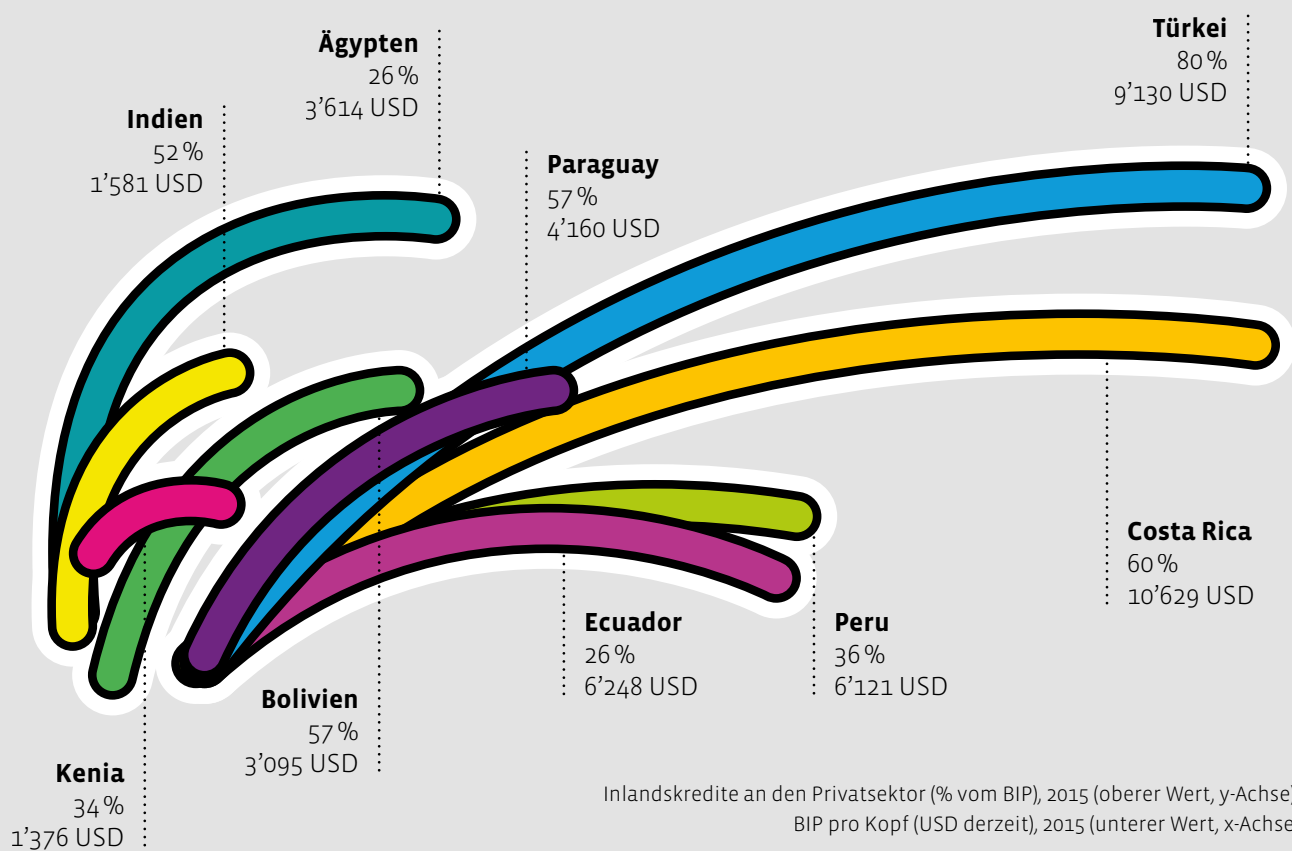 Ägypten
26 %
3’614 USD
Türkei
80 %
9’130 USD
Indien
52 %
1’581 USD
Paraguay
57 %
4’160 USD
Costa Rica
60 %
10’629 USD
Ecuador
26 %
6’248 USD
Peru
36 %
6’121 USD
Bolivien
57 %
3’095 USD
Kenia
34 %
1’376 USD
Inlandskredite an den Privatsektor (% vom BIP), 2015 (oberer Wert, y-Achse)
BIP pro Kopf (USD derzeit), 2015 (unterer Wert, x-Achse